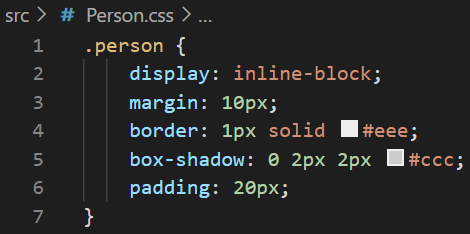 src > # Person.css > ...
1 .person {
2 display: inline-block;
3 margin: 10px;
4 border: 1px solid #eee;
5 box-shadow: 0 2px 2px #ccc;
6 padding: 20px;
7 }